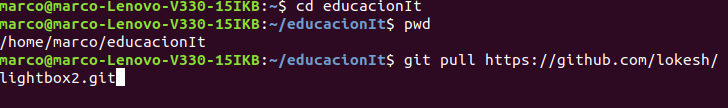 marco@marco-Lenovo-V330-15IKB:~$ cd educacionIt
marco@marco-Lenovo-V330-15IKB:~/educacionIt$ pwd
/home/marco/educacionIt
marco@marco-Lenovo-V330-15IKB:~/educacionIt$ git pull https://github.com/lokesh/
lightbox2.git